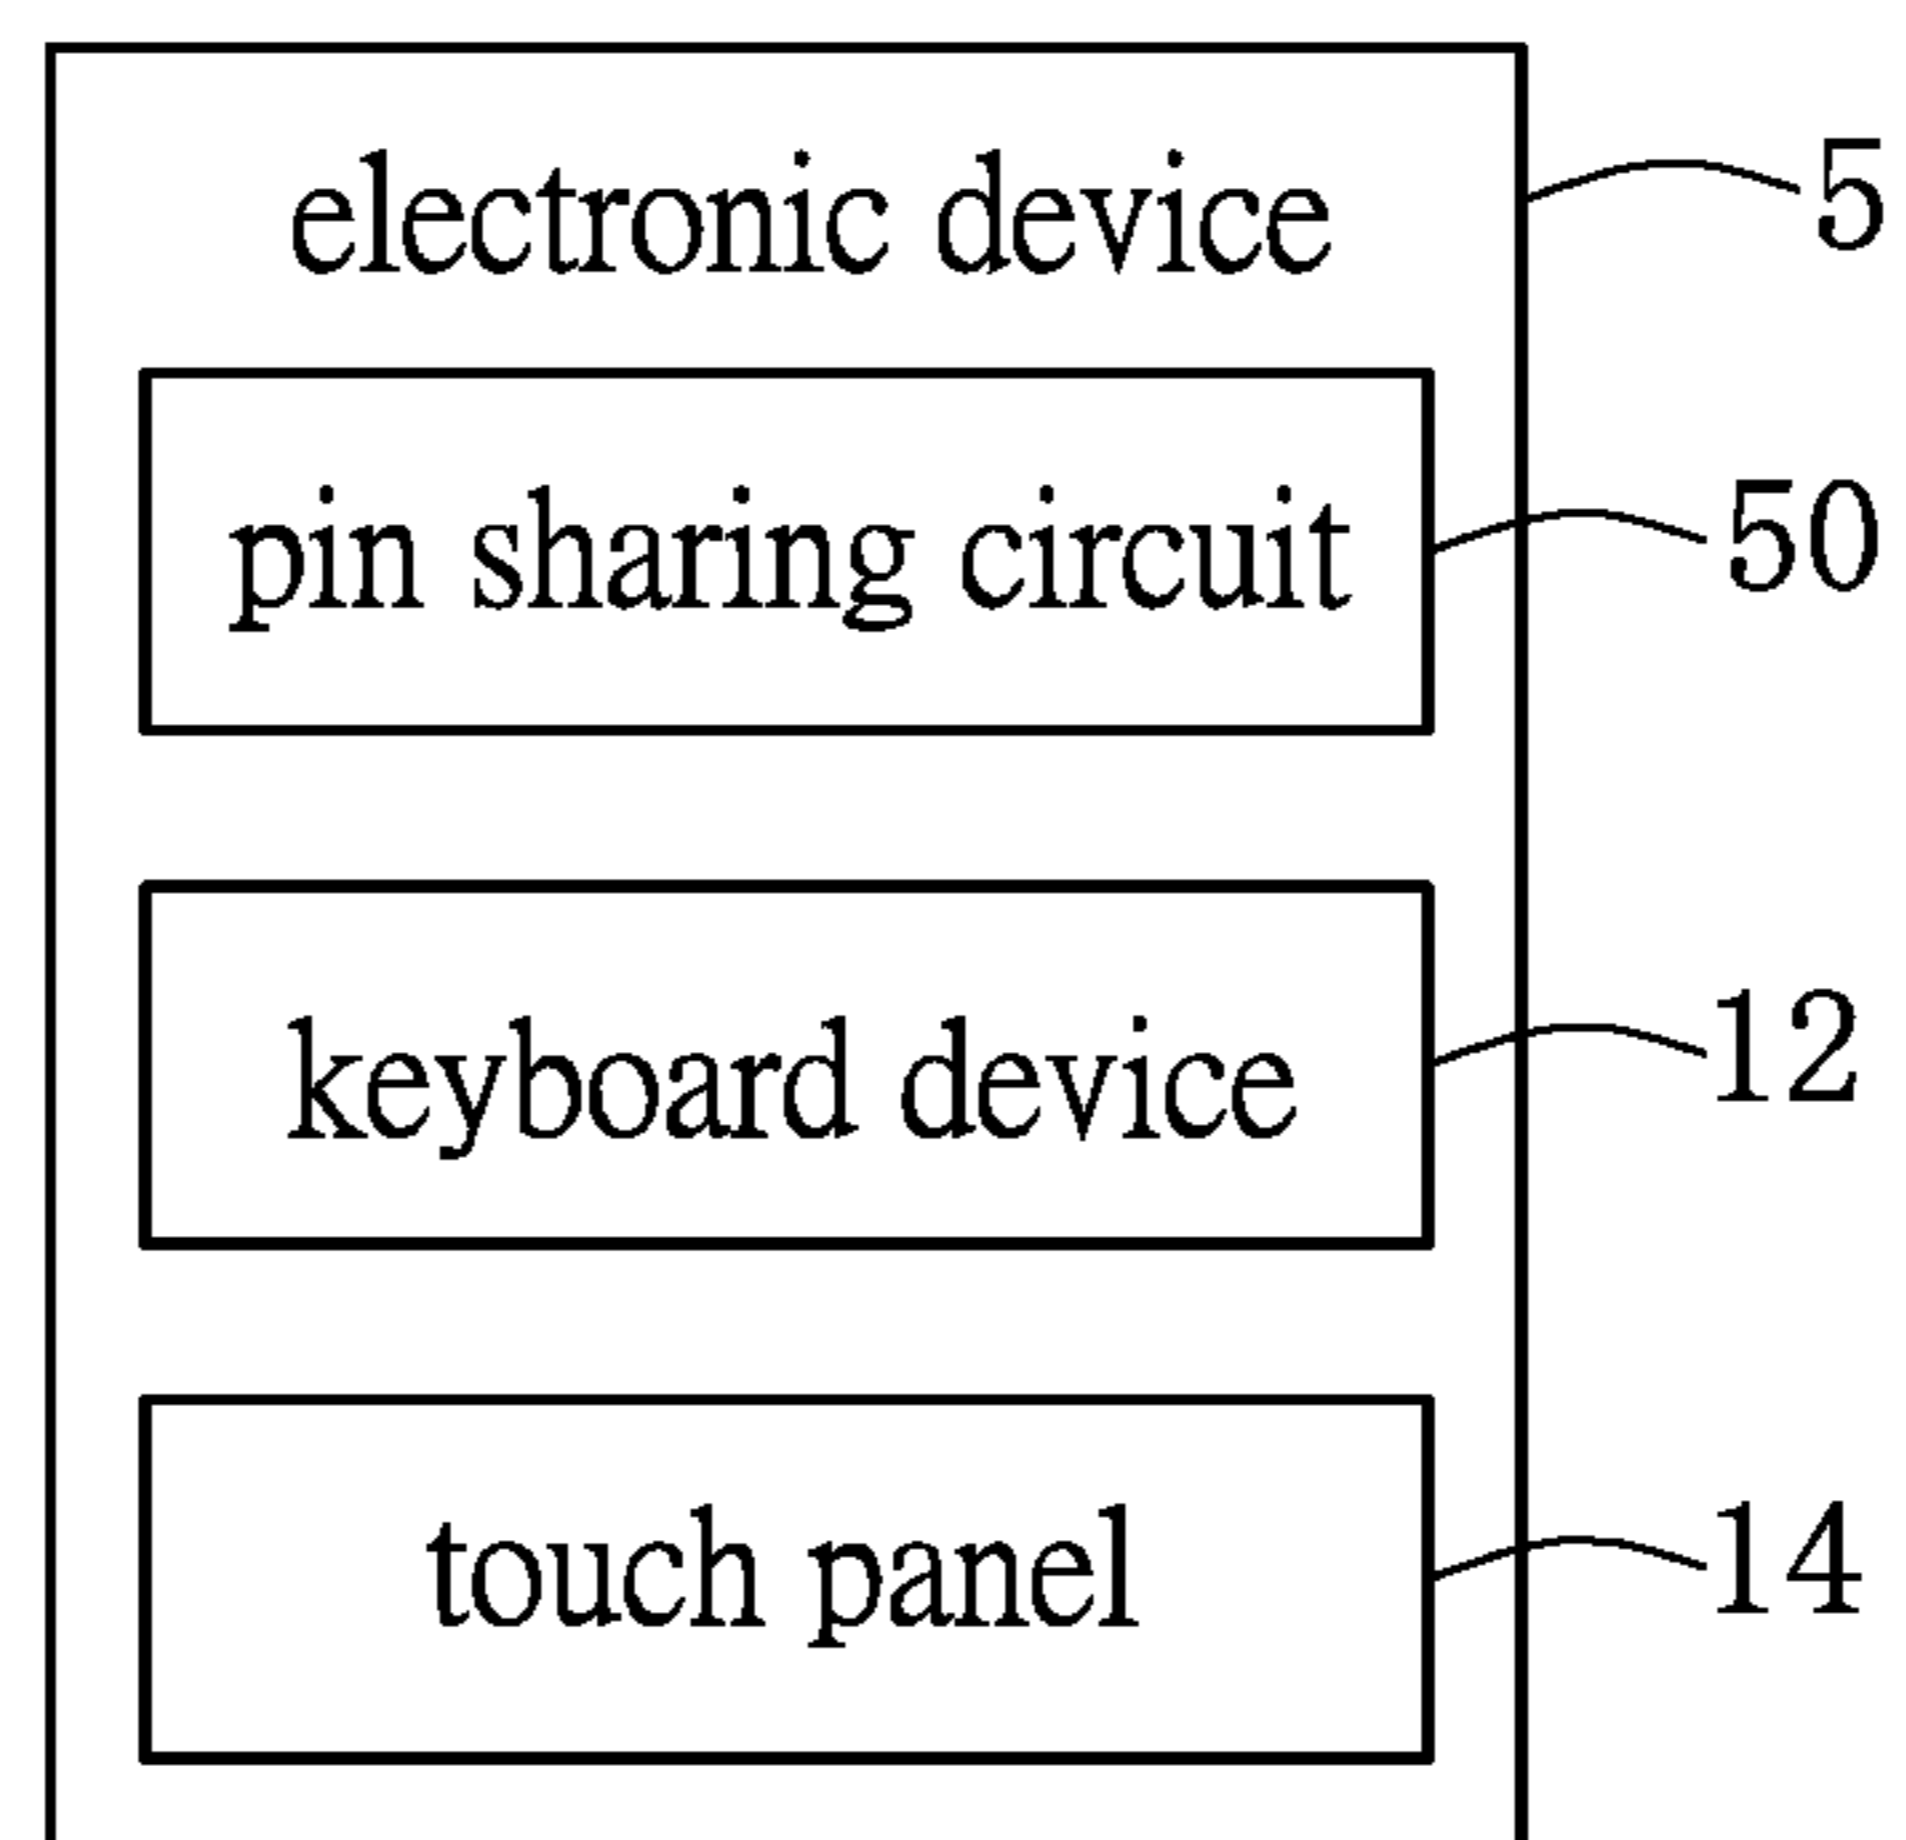 electronic device 5
pin sharing circuit 50
keyboard device 12
touch panel 14